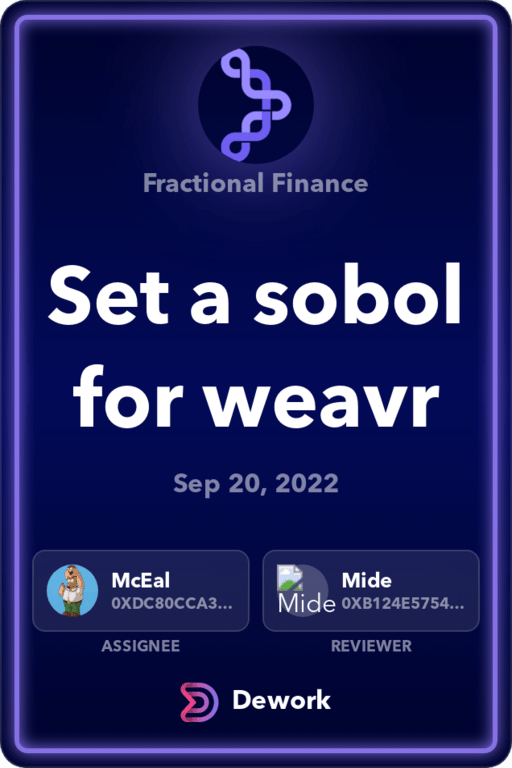 Fractional Finance
Set a sobol
for weavr
Sep 20, 2022
McEal
0XDC80CCA3...
ASSIGNEE
Mide
Mide
0XB124E5754...
REVIEWER
Dework